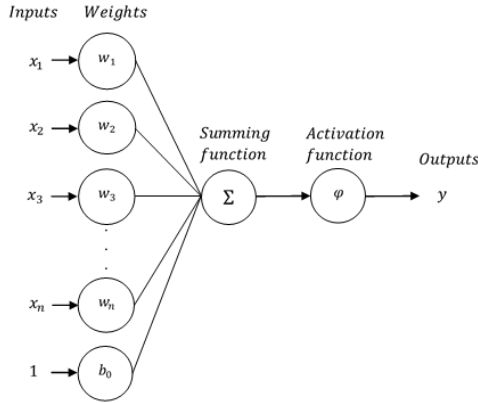 Inputs Weights
x₁ w₁
x₂ w₂
Summing function
Activation function
Outputs
x₃ w₃ Σ φ y
.
.
.
xₙ wₙ
1 b₀